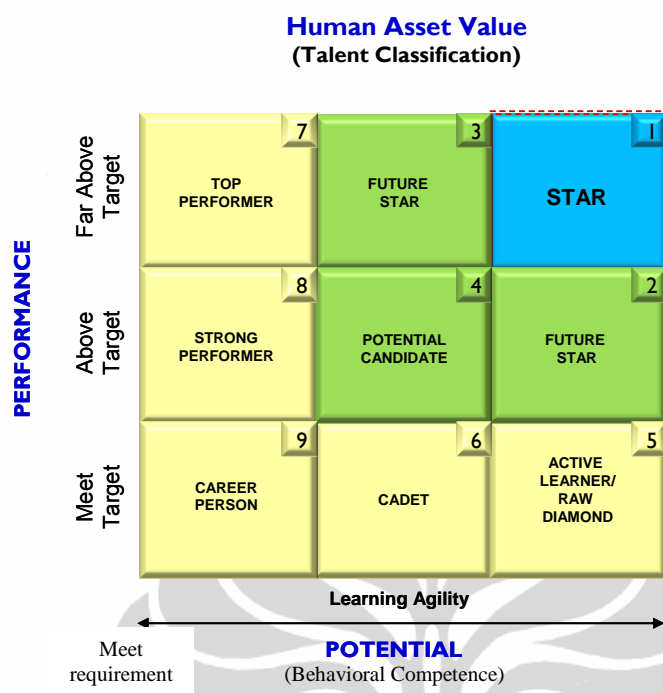 Human Asset Value
(Talent Classification)
PERFORMANCE
Far Above
Target
7
TOP
PERFORMER
3
FUTURE
STAR
1
STAR
Above
Target
8
STRONG
PERFORMER
4
POTENTIAL
CANDIDATE
2
FUTURE
STAR
Meet
Target
9
CAREER
PERSON
6
CADET
5
ACTIVE
LEARNER/
RAW
DIAMOND
Learning Agility
Meet
requirement
POTENTIAL
(Behavioral Competence)